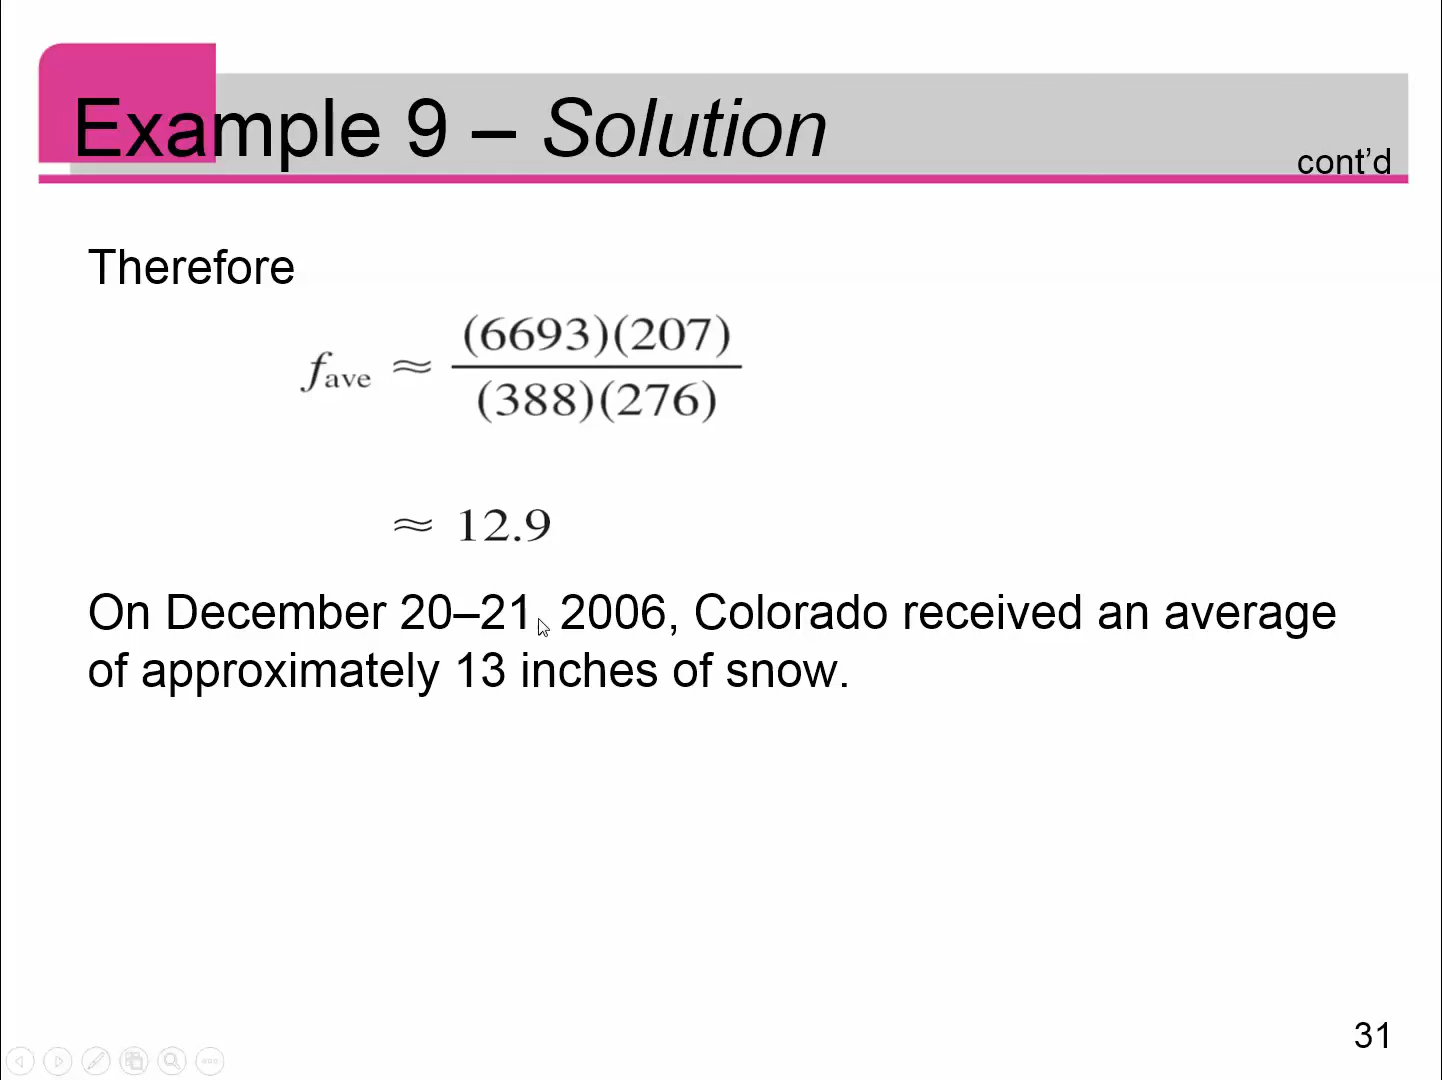 Example 9 – Solution
cont’d
Therefore
(6693)(207)
f ave ≈
(388)(276)
≈ 12.9
On December 20–21, 2006, Colorado received an average
of approximately 13 inches of snow.
31